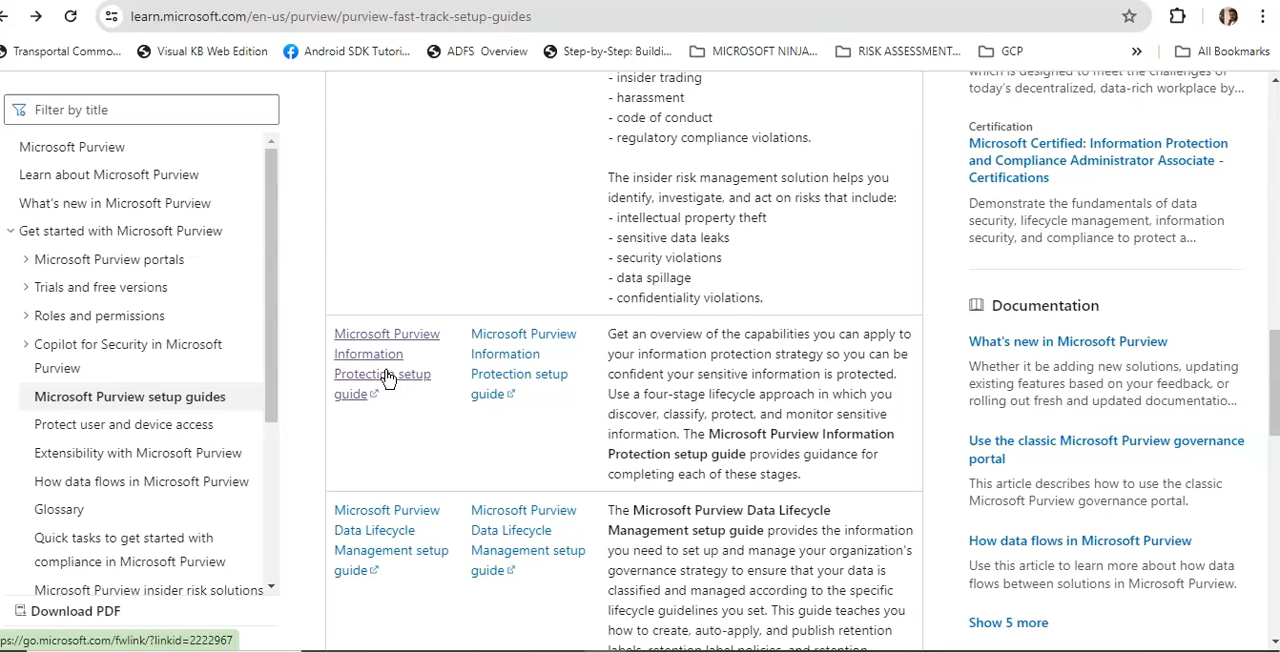 learn.microsoft.com/en-us/purview/purview-fast-track-setup-guides
Transportal Commo...
Visual KB Web Edition
Android SDK Tutori...
ADFS Overview
Step-by-Step: Buildi...
MICROSOFT NINJA...
RISK ASSESSMENT...
GCP
»
All Bookmarks
Filter by title
Microsoft Purview
Learn about Microsoft Purview
What's new in Microsoft Purview
Get started with Microsoft Purview
Microsoft Purview portals
Trials and free versions
Roles and permissions
Copilot for Security in Microsoft
Purview
Microsoft Purview setup guides
Protect user and device access
Extensibility with Microsoft Purview
How data flows in Microsoft Purview
Glossary
Quick tasks to get started with
compliance in Microsoft Purview
Microsoft Purview insider risk solutions
Download PDF
ps://go.microsoft.com/fwlink/?linkid=2222967
- insider trading
- harassment
- code of conduct
- regulatory compliance violations.
The insider risk management solution helps you
identify, investigate, and act on risks that include:
- intellectual property theft
- sensitive data leaks
- security violations
- data spillage
- confidentiality violations.
Microsoft Purview
Information
Protection setup
guide
Microsoft Purview
Information
Protection setup
guide
Get an overview of the capabilities you can apply to
your information protection strategy so you can be
confident your sensitive information is protected.
Use a four-stage lifecycle approach in which you
discover, classify, protect, and monitor sensitive
information. The Microsoft Purview Information
Protection setup guide provides guidance for
completing each of these stages.
Microsoft Purview
Data Lifecycle
Management setup
guide
Microsoft Purview
Data Lifecycle
Management setup
guide
The Microsoft Purview Data Lifecycle
Management setup guide provides the information
you need to set up and manage your organization's
governance strategy to ensure that your data is
classified and managed according to the specific
lifecycle guidelines you set. This guide teaches you
how to create, auto-apply, and publish retention
labels, retention label policies, and retention
which is designed to meet the challenges of
today's decentralized, data-rich workplace by...
Certification
Microsoft Certified: Information Protection
and Compliance Administrator Associate -
Certifications
Demonstrate the fundamentals of data
security, lifecycle management, information
security, and compliance to protect a...
Documentation
What's new in Microsoft Purview
Whether it be adding new solutions, updating
existing features based on your feedback, or
rolling out fresh and updated documentatio...
Use the classic Microsoft Purview governance
portal
This article describes how to use the classic
Microsoft Purview governance portal.
How data flows in Microsoft Purview
Use this article to learn more about how data
flows between solutions in Microsoft Purview.
Show 5 more